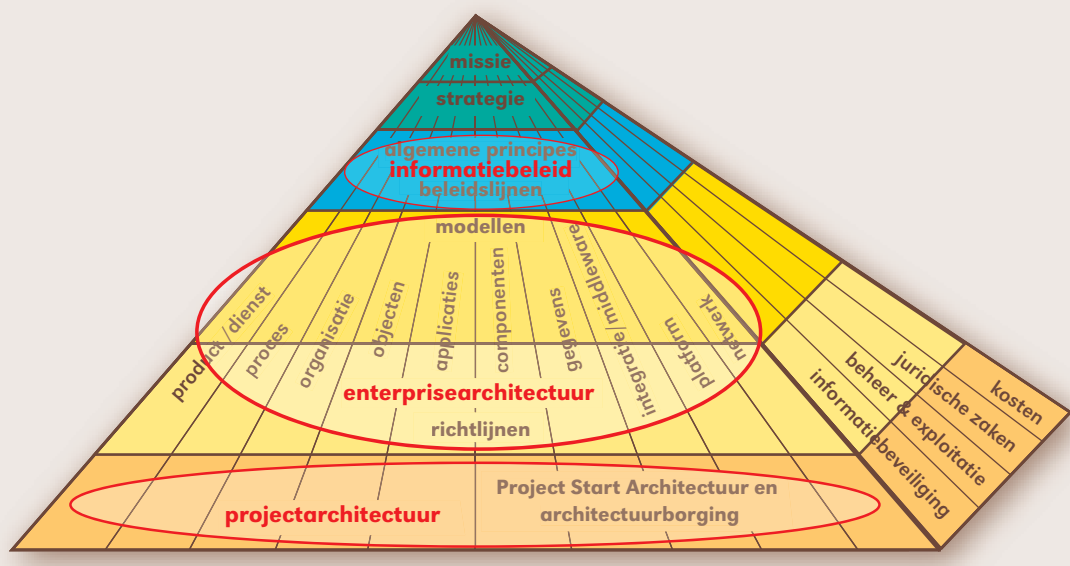 missie
strategie
algemene principes
informatiebeleid
beleidslijnen
modellen
product / dienst
proces
organisatie
objecten
applicaties
componenten
gegevens
integratie/middleware
platform
netwerk
enterprisearchitectuur
richtlijnen
projectarchitectuur
Project Start Architectuur en
architectuurborging
informatiebeveiliging
beheer & exploitatie
juridische zaken
kosten